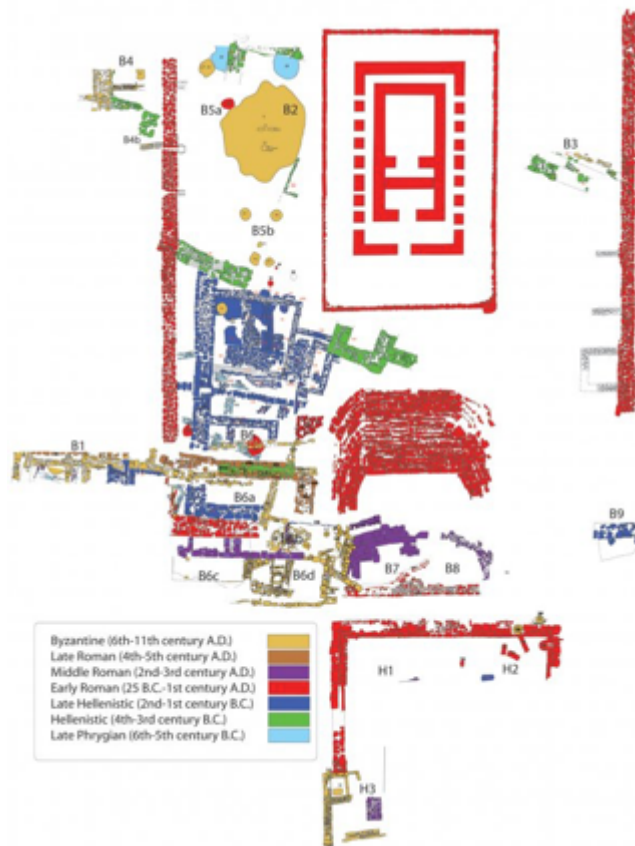 B4
B4b
B5a
B2
B3
B5b
B6
B1
B6a
B6c
B6d
B7
B8
B9
Byzantine (6th-11th century A.D.)
Late Roman (4th-5th century A.D.)
Middle Roman (2nd-3rd century A.D.)
Early Roman (25 B.C.-1st century A.D.)
Late Hellenistic (2nd-1st century B.C.)
Hellenistic (4th-3rd century B.C.)
Late Phrygian (6th-5th century B.C.)
H1
H2
H3